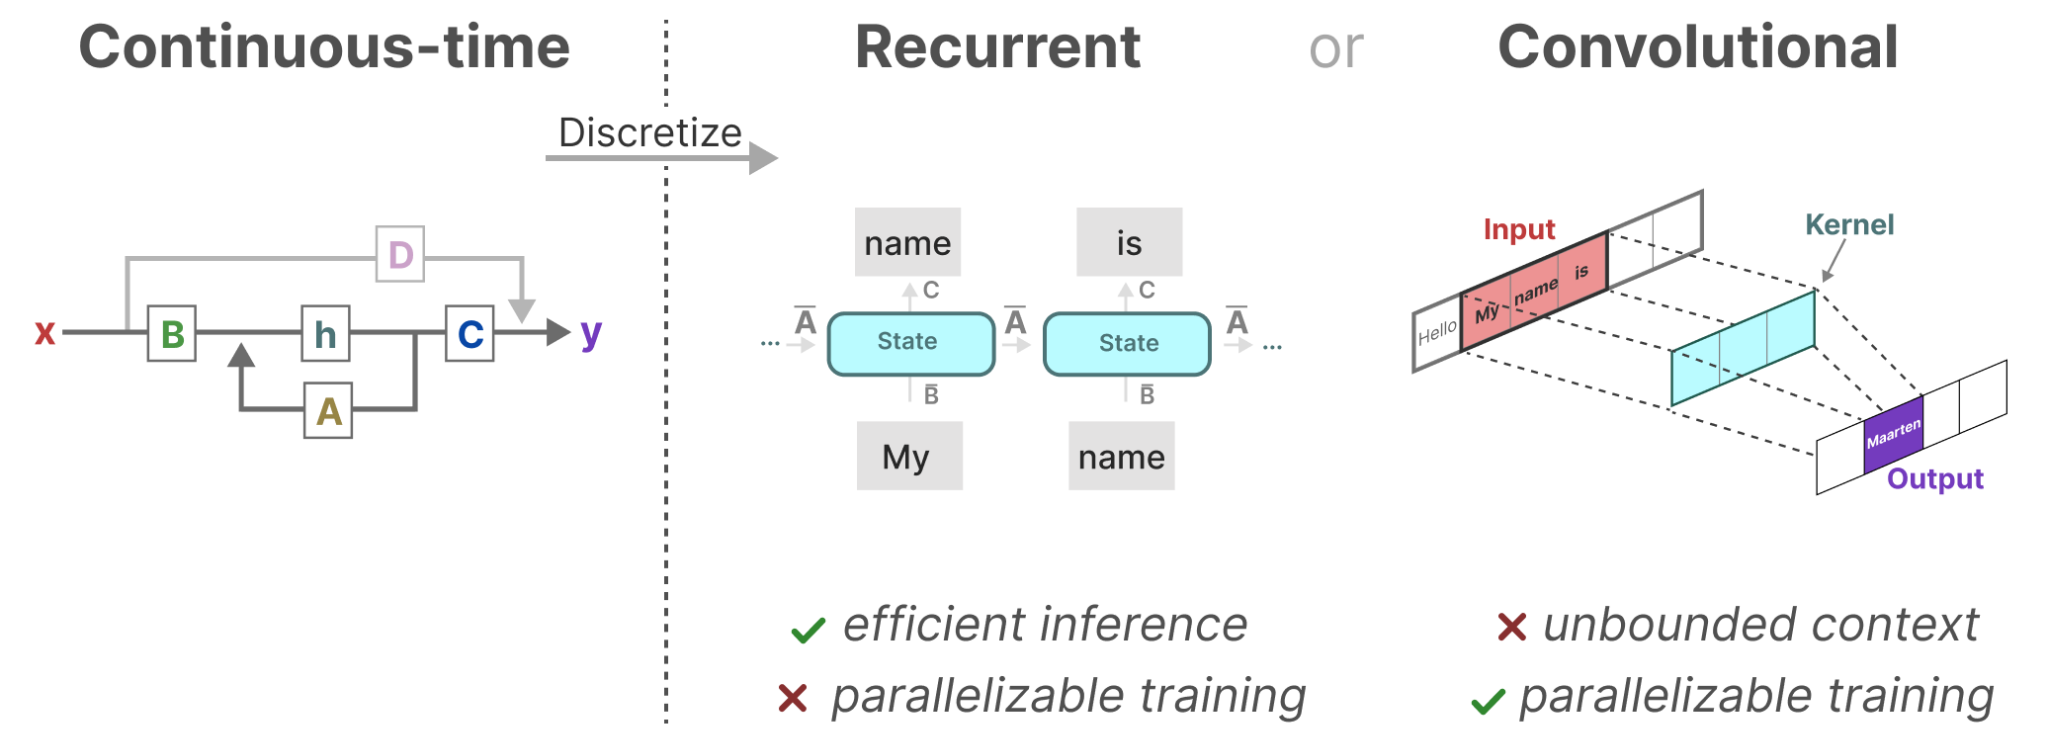 Continuous-time
Recurrent
or
Convolutional
Discretize
D
x
B
h
C
y
A
name
is
C
C
A̅
A̅
A̅
...
State
State
...
B̅
B̅
My
name
Input
Kernel
Hello
My
name
is
Maarten
Output
✓ efficient inference
✗ parallelizable training
✗ unbounded context
✓ parallelizable training